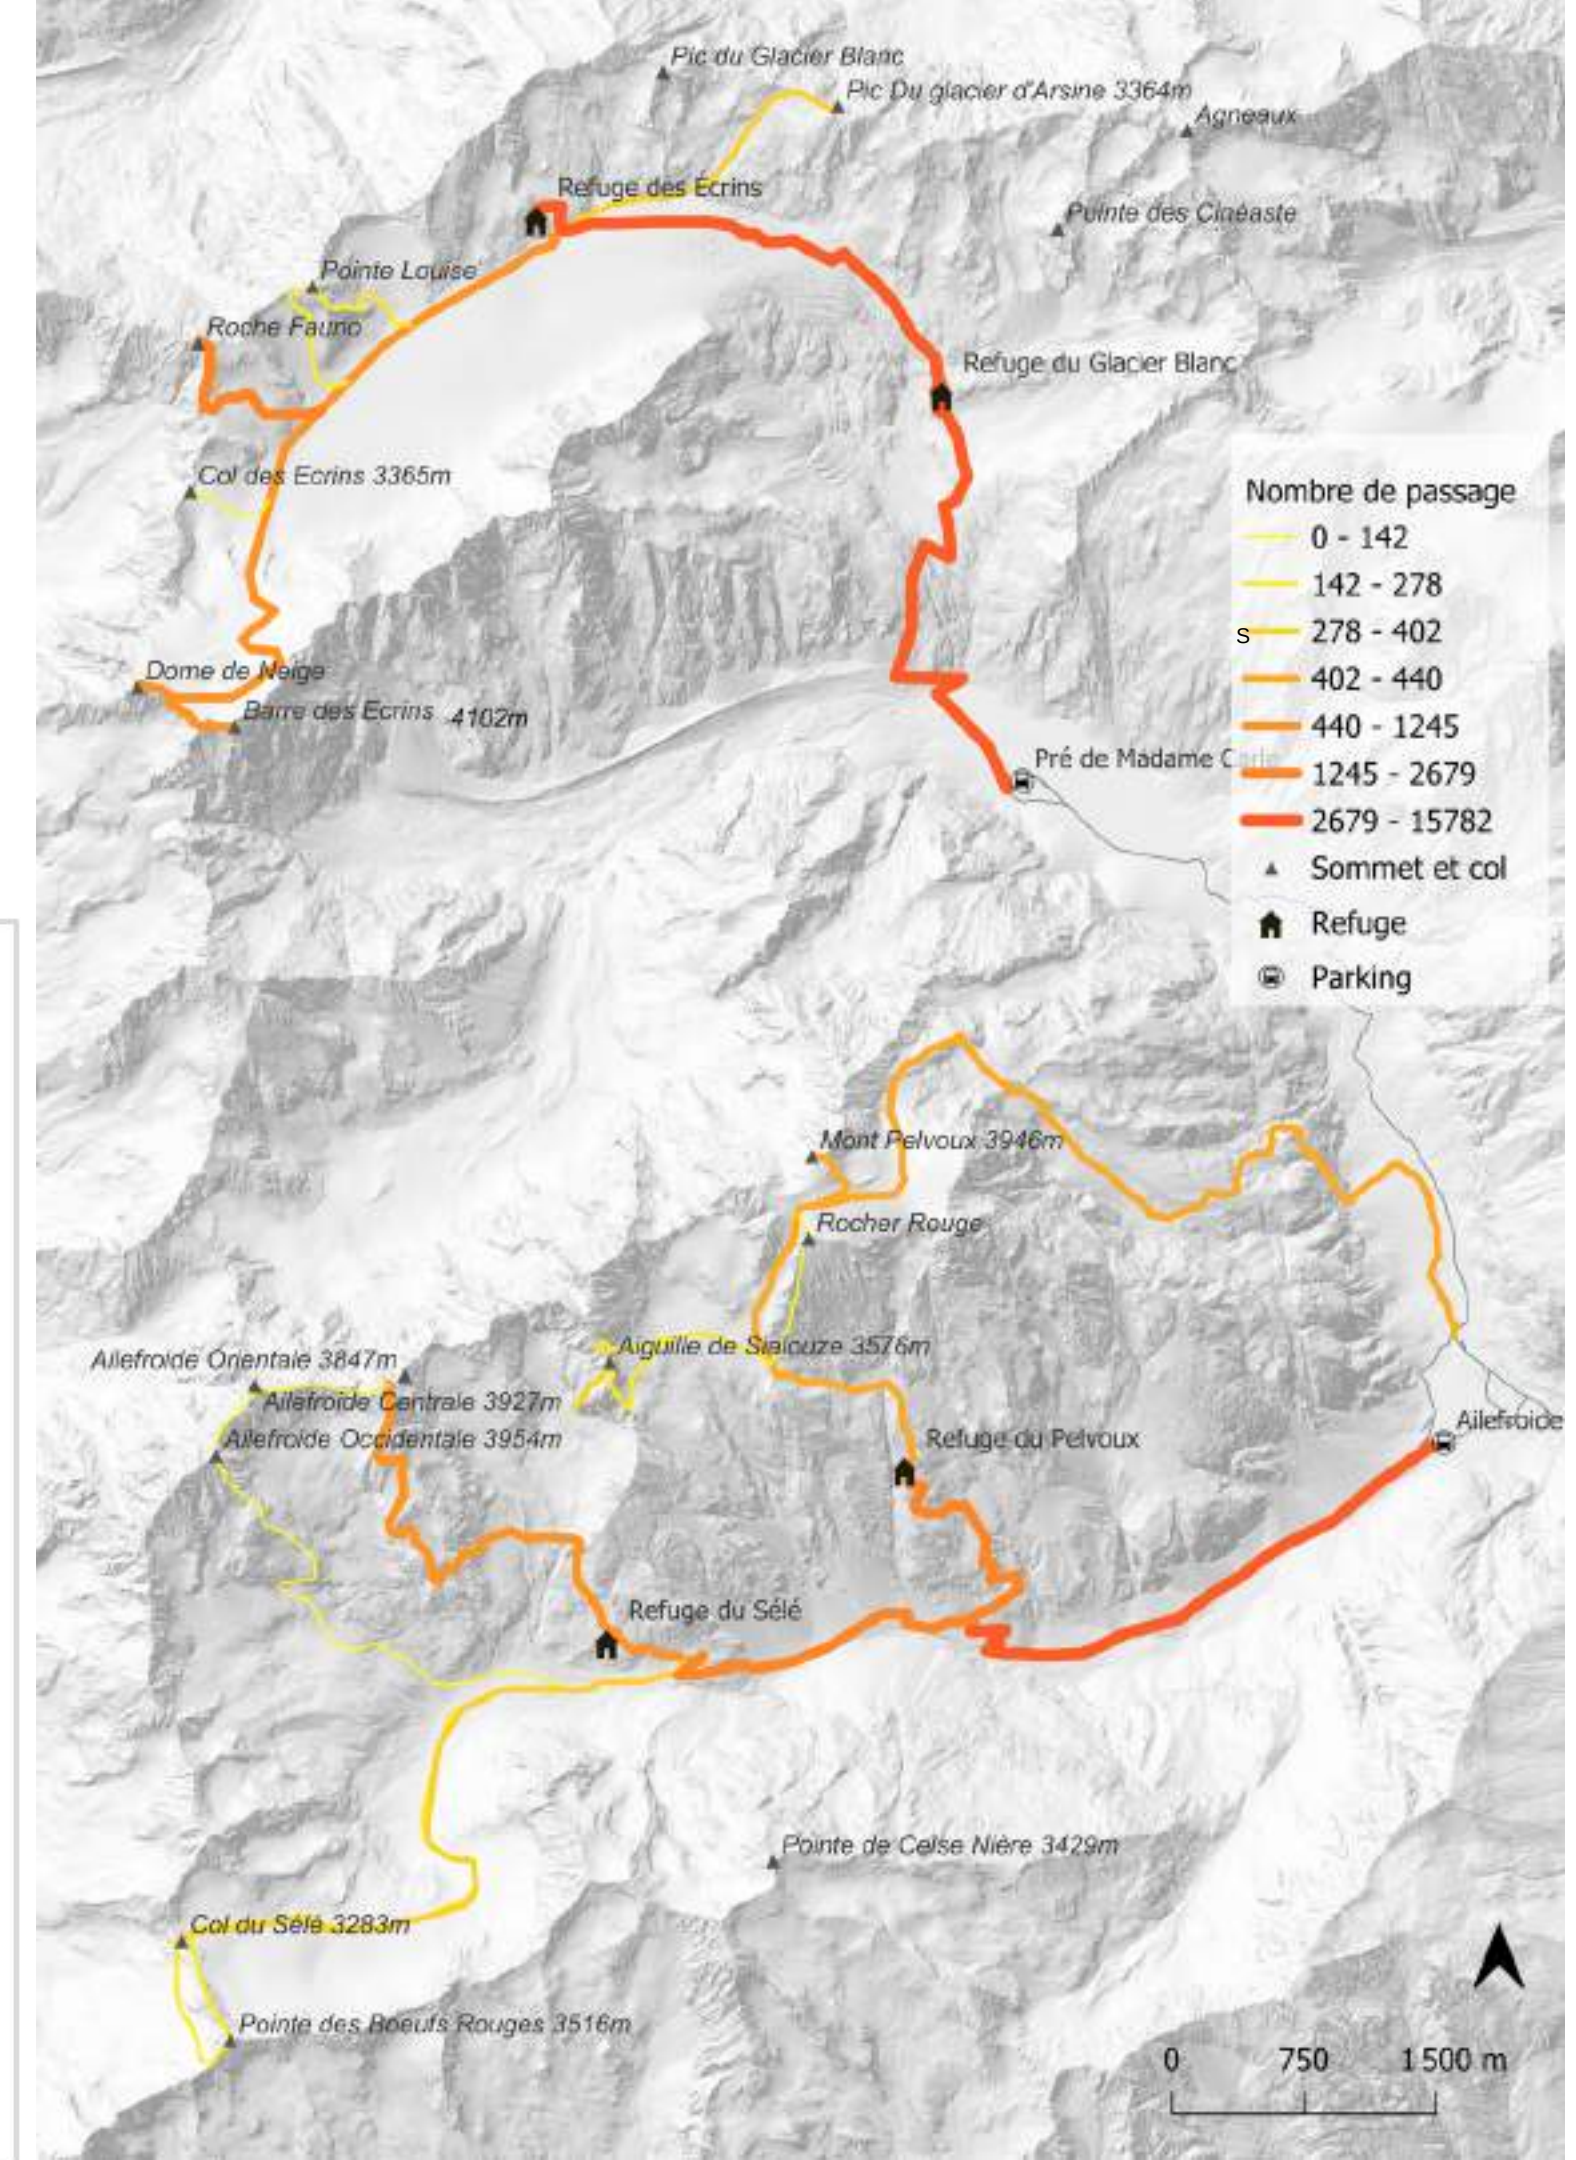 Pic du Glacier Blanc
Pic Du glacier d'Arsine 3364m
Agneaux
Refuge des Écrins
Pointe des Cinéaste
Pointe Louise
Roche Faurio
Refuge du Glacier Blanc
Col des Ecrins 3365m
Nombre de passage
0 - 142
142 - 278
S
278 - 402
402 - 440
440 - 1245
1245 - 2679
2679 - 15782
Sommet et col
Refuge
Parking
Dome de Neige
Barre des Ecrins 4102m
Pré de Madame Carle
Mont Pelvoux 3946m
Rocher Rouge
Aiguille de Sialouze 3576m
Ailefroide Orientale 3847m
Ailefroide Centrale 3927m
Ailefroide Occidentale 3954m
Ailefroide
Refuge du Pelvoux
Refuge du Sélé
Pointe de Celse Nière 3429m
Col du Sélé 3283m
Pointe des Boeufs Rouges 3516m
0 750 1 500 m